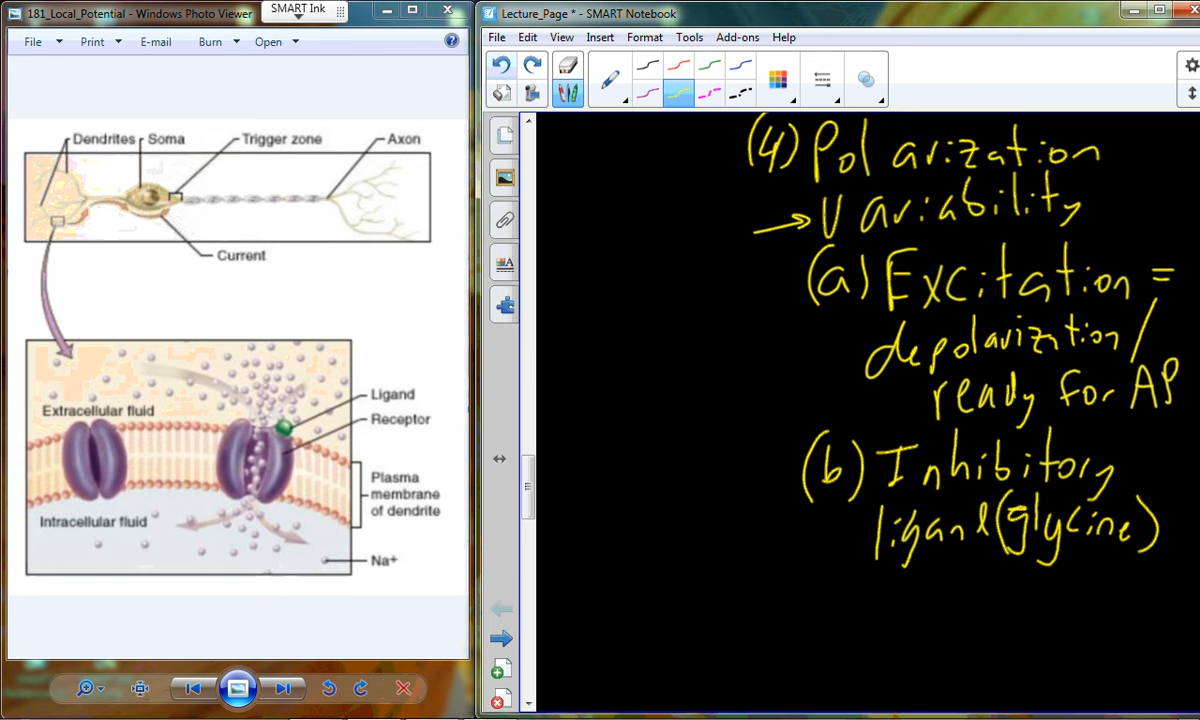 181_Local_Potential - Windows Photo Viewer
SMART Ink
File Print E-mail Burn Open
Dendrites Soma Trigger zone Axon
Current
Extracellular fluid
Ligand
Receptor
Plasma
membrane
of dendrite
Intracellular fluid
Na+
Lecture_Page * - SMART Notebook
File Edit View Insert Format Tools Add-ons Help
(4) Polarization
→ Variability
(a) Excitation =
depolarization/
ready for AP
(b) Inhibitory
ligand (glycine)